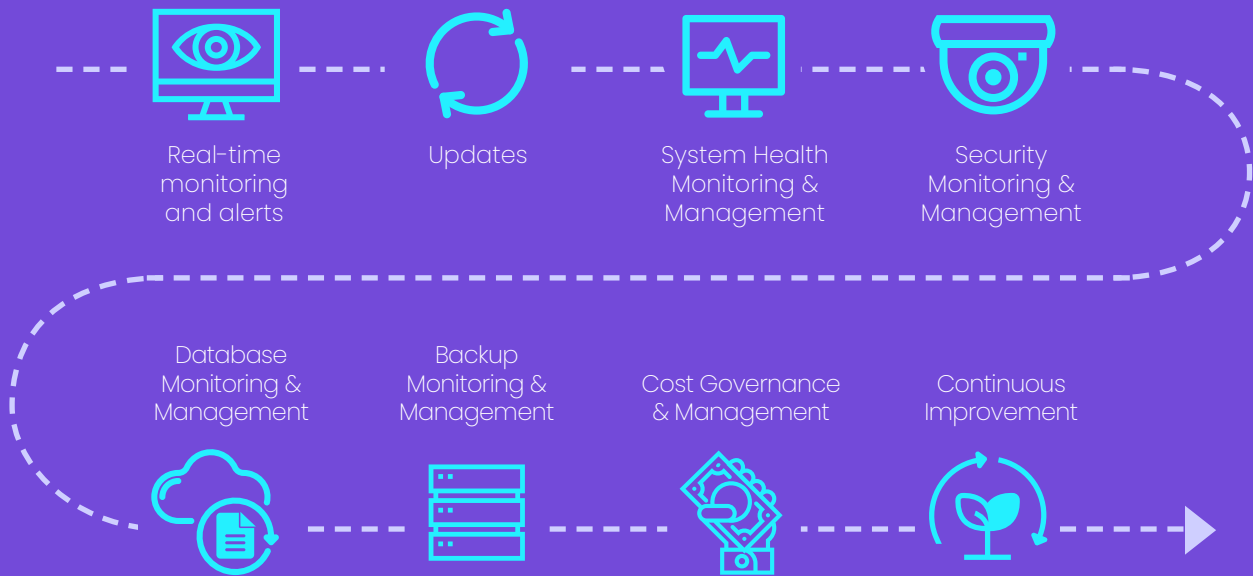 Real-time
monitoring
and alerts
Updates
System Health
Monitoring &
Management
Security
Monitoring &
Management
Database
Monitoring &
Management
Backup
Monitoring &
Management
Cost Governance
& Management
Continuous
Improvement